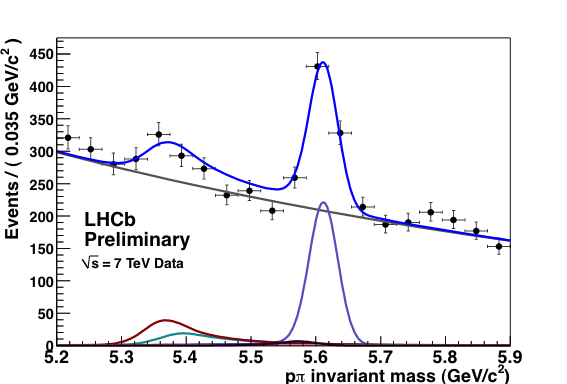 Events / ( 0.035 GeV/c² )
450
400
350
300
250
200
150
100
50
0
LHCb
Preliminary
√s = 7 TeV Data
5.2 5.3 5.4 5.5 5.6 5.7 5.8 5.9
pπ invariant mass (GeV/c²)